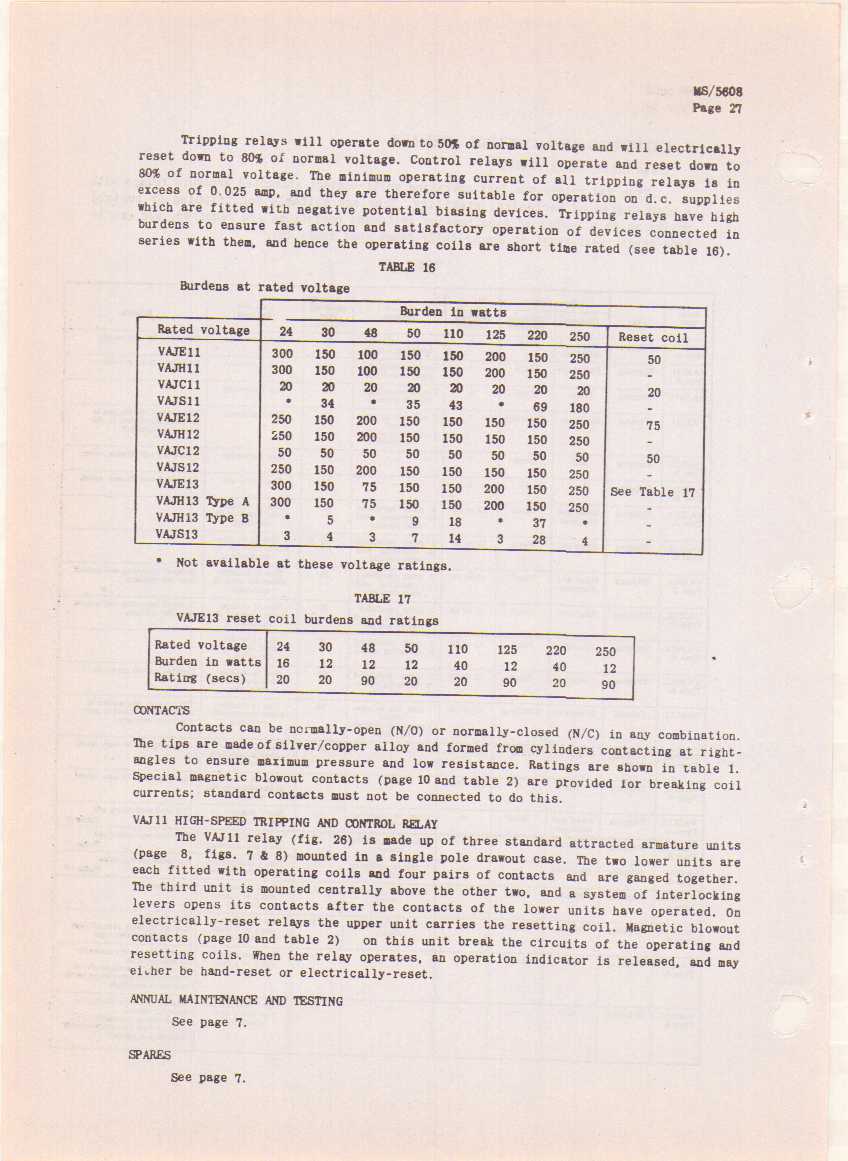 MS/5608
Page 27
Tripping relays will operate down to 50% of normal voltage and will electrically
reset down to 80% of normal voltage. Control relays will operate and reset down to
80% of normal voltage. The minimum operating current of all tripping relays is in
excess of 0.025 amp, and they are therefore suitable for operation on d.c. supplies
which are fitted with negative potential biasing devices. Tripping relays have high
burdens to ensure fast action and satisfactory operation of devices connected in
series with them, and hence the operating coils are short time rated (see table 16).
TABLE 16
Burdens at rated voltage
Burden in watts
Rated voltage 24 30 48 50 110 125 220 250 Reset coil
VAJE11 300 150 100 150 150 200 150 250 50
VAJH11 300 150 100 150 150 200 150 250 -
VAJC11 20 20 20 20 20 20 20 20 20
VAJS11 * 34 * 35 43 * 69 180 -
VAJE12 250 150 200 150 150 150 150 250 75
VAJH12 250 150 200 150 150 150 150 250 -
VAJC12 50 50 50 50 50 50 50 50 50
VAJS12 250 150 200 150 150 150 150 250 -
VAJE13 300 150 75 150 150 200 150 250 See Table 17
VAJH13 Type A 300 150 75 150 150 200 150 250 -
VAJH13 Type B * 5 * 9 18 * 37 * -
VAJS13 3 4 3 7 14 3 28 4 -
* Not available at these voltage ratings.
TABLE 17
VAJE13 reset coil burdens and ratings
Rated voltage 24 30 48 50 110 125 220 250
Burden in watts 16 12 12 12 40 12 40 12
Rating (secs) 20 20 90 20 20 90 20 90
CONTACTS
Contacts can be normally-open (N/O) or normally-closed (N/C) in any combination.
The tips are made of silver/copper alloy and formed from cylinders contacting at right-
angles to ensure maximum pressure and low resistance. Ratings are shown in table 1.
Special magnetic blowout contacts (page 10 and table 2) are provided for breaking coil
currents; standard contacts must not be connected to do this.
VAJ11 HIGH-SPEED TRIPPING AND CONTROL RELAY
The VAJ11 relay (fig. 26) is made up of three standard attracted armature units
(page 8, figs. 7 & 8) mounted in a single pole drawout case. The two lower units are
each fitted with operating coils and four pairs of contacts and are ganged together.
The third unit is mounted centrally above the other two, and a system of interlocking
levers opens its contacts after the contacts of the lower units have operated. On
electrically-reset relays the upper unit carries the resetting coil. Magnetic blowout
contacts (page 10 and table 2) on this unit break the circuits of the operating and
resetting coils. When the relay operates, an operation indicator is released, and may
either be hand-reset or electrically-reset.
ANNUAL MAINTENANCE AND TESTING
See page 7.
SPARES
See page 7.